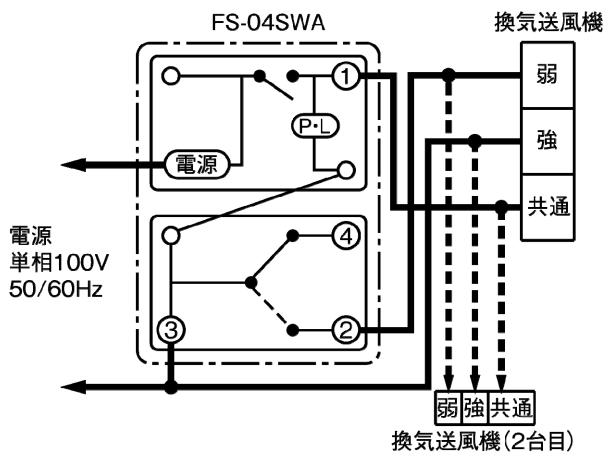 FS-04SWA
換気送風機
弱
強
共通
1
P・L
電源
電源
単相100V
50/60Hz
4
3
2
弱 強 共通
換気送風機(2台目)